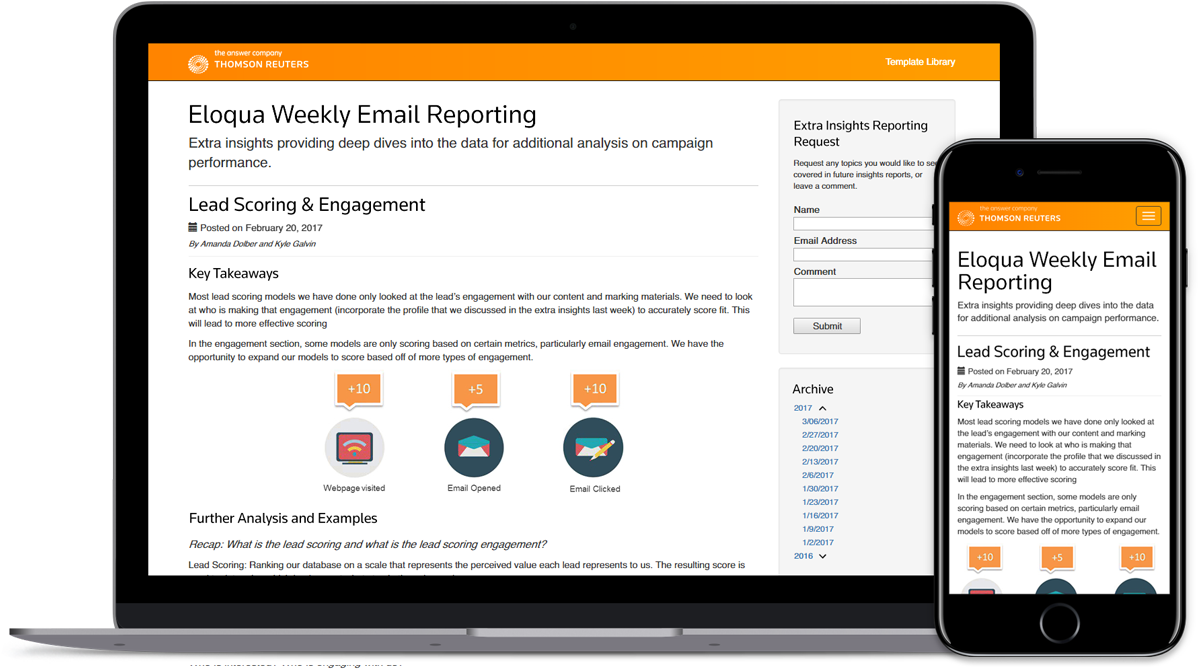 the answer company
THOMSON REUTERS
Template Library
Eloqua Weekly Email Reporting
Extra insights providing deep dives into the data for additional analysis on campaign
performance.
Lead Scoring & Engagement
Posted on February 20, 2017
By Amanda Dolber and Kyle Galvin
Key Takeaways
Most lead scoring models we have done only looked at the lead's engagement with our content and marking materials. We need to look
at who is making that engagement (incorporate the profile that we discussed in the extra insights last week) to accurately score fit. This
will lead to more effective scoring
In the engagement section, some models are only scoring based on certain metrics, particularly email engagement. We have the
opportunity to expand our models to score based off of more types of engagement.
+10
+5
+10
Webpage visited
Email Opened
Email Clicked
Further Analysis and Examples
Recap: What is the lead scoring and what is the lead scoring engagement?
Lead Scoring: Ranking our database on a scale that represents the perceived value each lead represents to us. The resulting score is
Extra Insights Reporting
Request
Request any topics you would like to see
covered in future insights reports, or
leave a comment.
Name
Email Address
Comment
Submit
Archive
2017
3/06/2017
2/27/2017
2/20/2017
2/13/2017
2/6/2017
1/30/2017
1/23/2017
1/16/2017
1/9/2017
1/2/2017
2016
the answer company
THOMSON REUTERS
Eloqua Weekly Email
Reporting
Extra insights providing deep dives into the data
for additional analysis on campaign performance.
Lead Scoring & Engagement
Posted on February 20, 2017
By Amanda Dolber and Kyle Galvin
Key Takeaways
Most lead scoring models we have done only looked at
the lead's engagement with our content and marking
materials. We need to look at who is making that
engagement (incorporate the profile that we discussed in
the extra insights last week) to accurately score fit. This
will lead to more effective scoring
In the engagement section, some models are only
scoring based on certain metrics, particularly email
engagement. We have the opportunity to expand our
models to score based off of more types of engagement.
+10
+5
+10